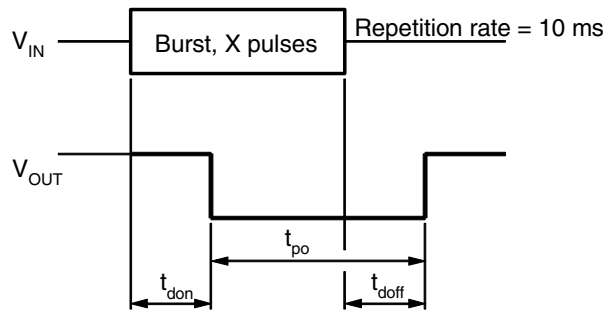 V_IN
Burst, X pulses
Repetition rate = 10 ms
V_OUT
t_po
t_don
t_doff